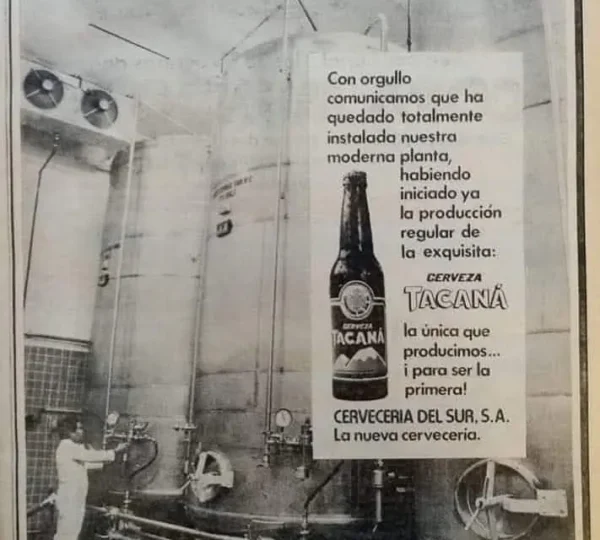 Con orgullo
comunicamos que ha
quedado totalmente
instalada nuestra
moderna planta,
habiendo
iniciado ya
la producción
regular de
la exquisita:
CERVEZA
TACANÁ
CERVEZA
TACANÁ
la única que
producimos...
¡ para ser la
primera!
CERVECERIA DEL SUR, S.A.
La nueva cervecería.